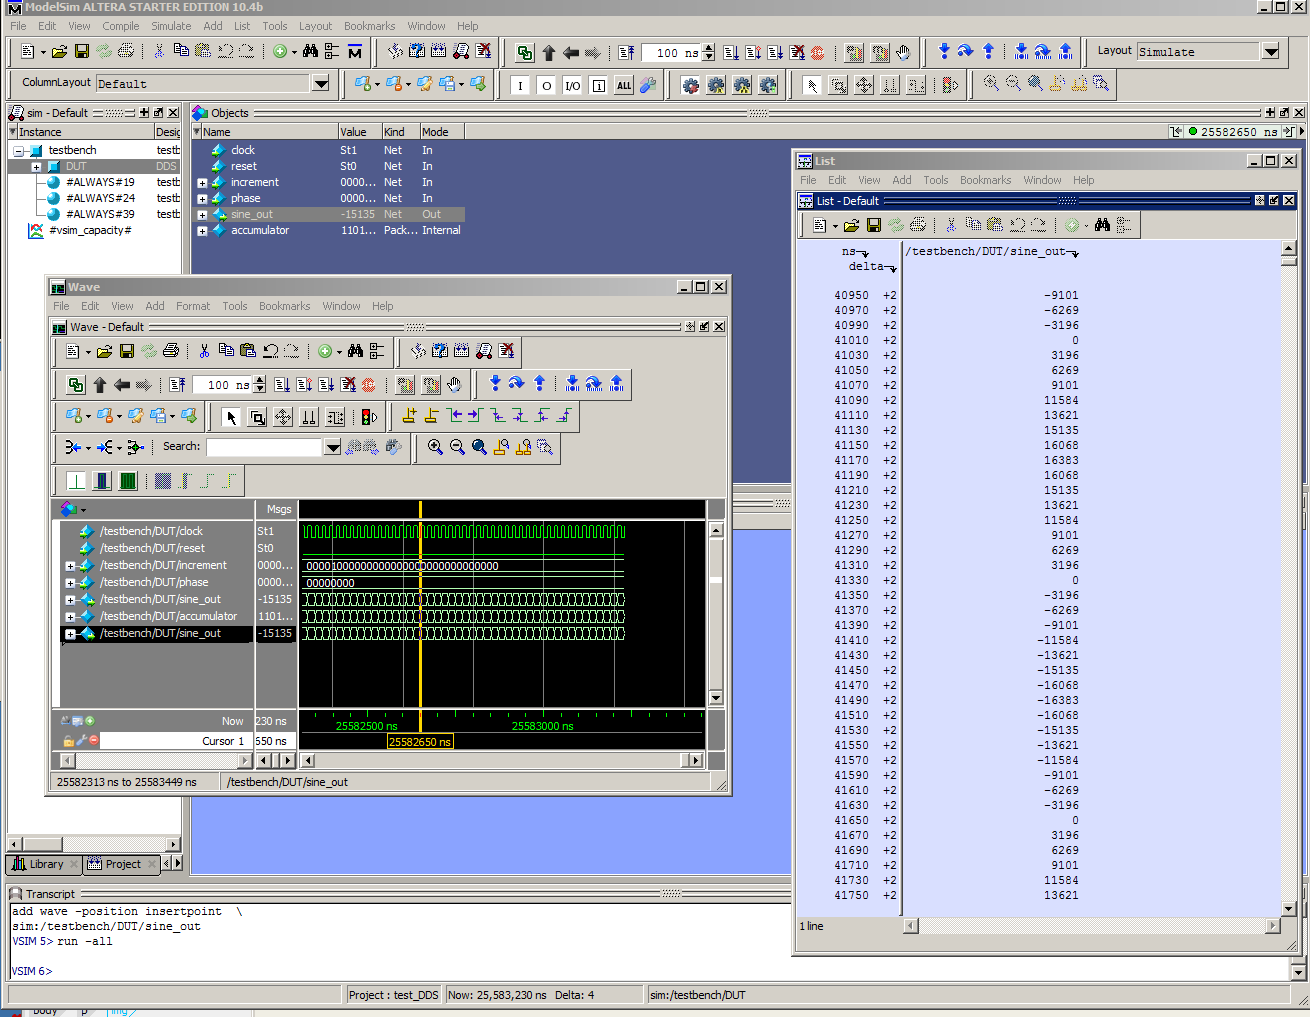 ModelSim ALTERA STARTER EDITION 10.4b
File Edit View Compile Simulate Add List Tools Layout Bookmarks Window Help
100 ns
Layout Simulate
ColumnLayout Default
I O I/O i ALL
sim - Default
Instance Desig
testbench testb
DUT DDS
#ALWAYS#19 testb
#ALWAYS#24 testb
#ALWAYS#39 testb
#vsim_capacity#
Library Project
Objects
Name Value Kind Mode
25582650 ns
clock St1 Net In
reset St0 Net In
increment 0000... Net In
phase 0000... Net In
sine_out -15135 Net Out
accumulator 1101... Pack... Internal
Wave
File Edit View Add Format Tools Bookmarks Window Help
Wave - Default
100 ns
Search:
Msgs
/testbench/DUT/clock St1
/testbench/DUT/reset St0
/testbench/DUT/increment 0000... 00001000000000000000000000000000
/testbench/DUT/phase 0000... 00000000
/testbench/DUT/sine_out -15135
/testbench/DUT/accumulator 1101...
/testbench/DUT/sine_out -15135
Now 230 ns 25582500 ns 25583000 ns
Cursor 1 550 ns 25582650 ns
25582313 ns to 25583449 ns /testbench/DUT/sine_out
List
File Edit View Add Tools Bookmarks Window Help
List - Default
ns /testbench/DUT/sine_out
delta
40950 +2 -9101
40970 +2 -6269
40990 +2 -3196
41010 +2 0
41030 +2 3196
41050 +2 6269
41070 +2 9101
41090 +2 11584
41110 +2 13621
41130 +2 15135
41150 +2 16068
41170 +2 16383
41190 +2 16068
41210 +2 15135
41230 +2 13621
41250 +2 11584
41270 +2 9101
41290 +2 6269
41310 +2 3196
41330 +2 0
41350 +2 -3196
41370 +2 -6269
41390 +2 -9101
41410 +2 -11584
41430 +2 -13621
41450 +2 -15135
41470 +2 -16068
41490 +2 -16383
41510 +2 -16068
41530 +2 -15135
41550 +2 -13621
41570 +2 -11584
41590 +2 -9101
41610 +2 -6269
41630 +2 -3196
41650 +2 0
41670 +2 3196
41690 +2 6269
41710 +2 9101
41730 +2 11584
41750 +2 13621
1 line
Transcript
add wave -position insertpoint \
sim:/testbench/DUT/sine_out
VSIM 5> run -all
VSIM 6>
Project : test_DDS Now: 25,583,230 ns Delta: 4 sim:/testbench/DUT
body p img